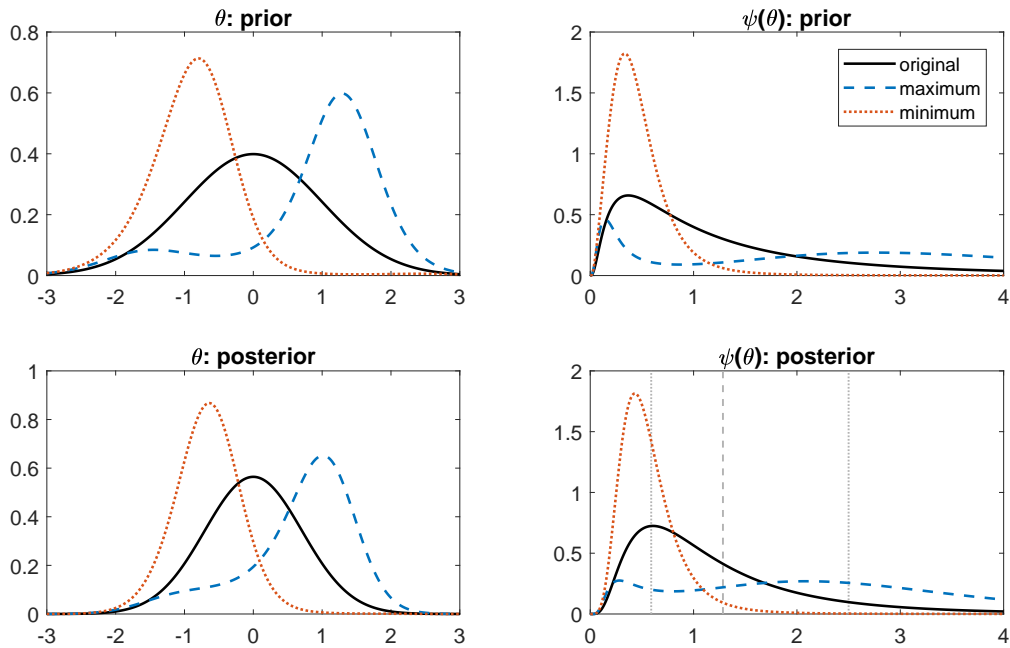 θ: prior
0.8
0.6
0.4
0.2
0
-3 -2 -1 0 1 2 3
ψ(θ): prior
2
1.5
1
0.5
0
0 1 2 3 4
original
maximum
minimum
θ: posterior
1
0.8
0.6
0.4
0.2
0
-3 -2 -1 0 1 2 3
ψ(θ): posterior
2
1.5
1
0.5
0
0 1 2 3 4